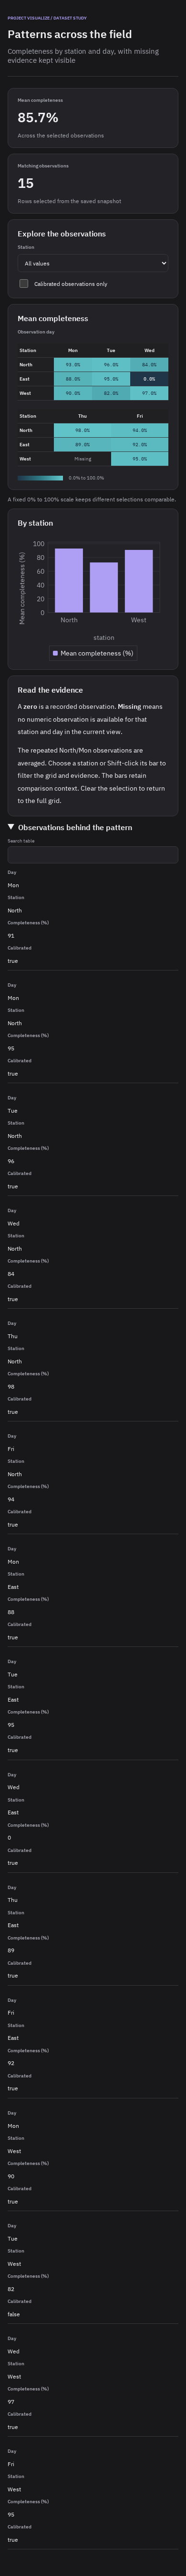 PROJECT VISUALIZE / DATASET STUDY
Patterns across the field
Completeness by station and day, with missing
evidence kept visible
Mean completeness
85.7%
Across the selected observations
Matching observations
15
Rows selected from the saved snapshot
Explore the observations
Station
All values
Calibrated observations only
Mean completeness
Observation day
Station Mon Tue Wed
North 93.0% 96.0% 84.0%
East 88.0% 95.0% 0.0%
West 90.0% 82.0% 97.0%
Station Thu Fri
North 98.0% 94.0%
East 89.0% 92.0%
West Missing 95.0%
0.0% to 100.0%
A fixed 0% to 100% scale keeps different selections comparable.
By station
Mean completeness (%)
100
80
60
40
20
0
North West
station
Mean completeness (%)
Read the evidence
A zero is a recorded observation. Missing means
no numeric observation is available for that
station and day in the current view.
The repeated North/Mon observations are
averaged. Choose a station or Shift-click its bar to
filter the grid and evidence. The bars retain
comparison context. Clear the selection to return
to the full grid.
Observations behind the pattern
Search table
Day
Mon
Station
North
Completeness (%)
91
Calibrated
true
Day
Mon
Station
North
Completeness (%)
95
Calibrated
true
Day
Tue
Station
North
Completeness (%)
96
Calibrated
true
Day
Wed
Station
North
Completeness (%)
84
Calibrated
true
Day
Thu
Station
North
Completeness (%)
98
Calibrated
true
Day
Fri
Station
North
Completeness (%)
94
Calibrated
true
Day
Mon
Station
East
Completeness (%)
88
Calibrated
true
Day
Tue
Station
East
Completeness (%)
95
Calibrated
true
Day
Wed
Station
East
Completeness (%)
0
Calibrated
true
Day
Thu
Station
East
Completeness (%)
89
Calibrated
true
Day
Fri
Station
East
Completeness (%)
92
Calibrated
true
Day
Mon
Station
West
Completeness (%)
90
Calibrated
true
Day
Tue
Station
West
Completeness (%)
82
Calibrated
false
Day
Wed
Station
West
Completeness (%)
97
Calibrated
true
Day
Fri
Station
West
Completeness (%)
95
Calibrated
true